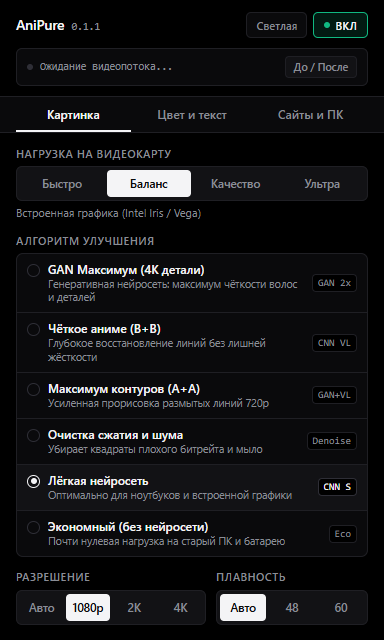 AniPure 0.1.1
Светлая
ВКЛ
Ожидание видеопотока...
До / После
Картинка
Цвет и текст
Сайты и ПК
НАГРУЗКА НА ВИДЕОКАРТУ
Быстро
Баланс
Качество
Ультра
Встроенная графика (Intel Iris / Vega)
АЛГОРИТМ УЛУЧШЕНИЯ
GAN Максимум (4K детали)
Генеративная нейросеть: максимум чёткости волос
и деталей
GAN 2x
Чёткое аниме (B+B)
Глубокое восстановление линий без лишней
жёсткости
CNN VL
Максимум контуров (A+A)
Усиленная прорисовка размытых линий 720p
GAN+VL
Очистка сжатия и шума
Убирает квадраты плохого битрейта и мыло
Denoise
Лёгкая нейросеть
Оптимально для ноутбуков и встроенной графики
CNN S
Экономный (без нейросети)
Почти нулевая нагрузка на старый ПК и батарею
Eco
РАЗРЕШЕНИЕ
Авто
1080p
2K
4K
ПЛАВНОСТЬ
Авто
48
60